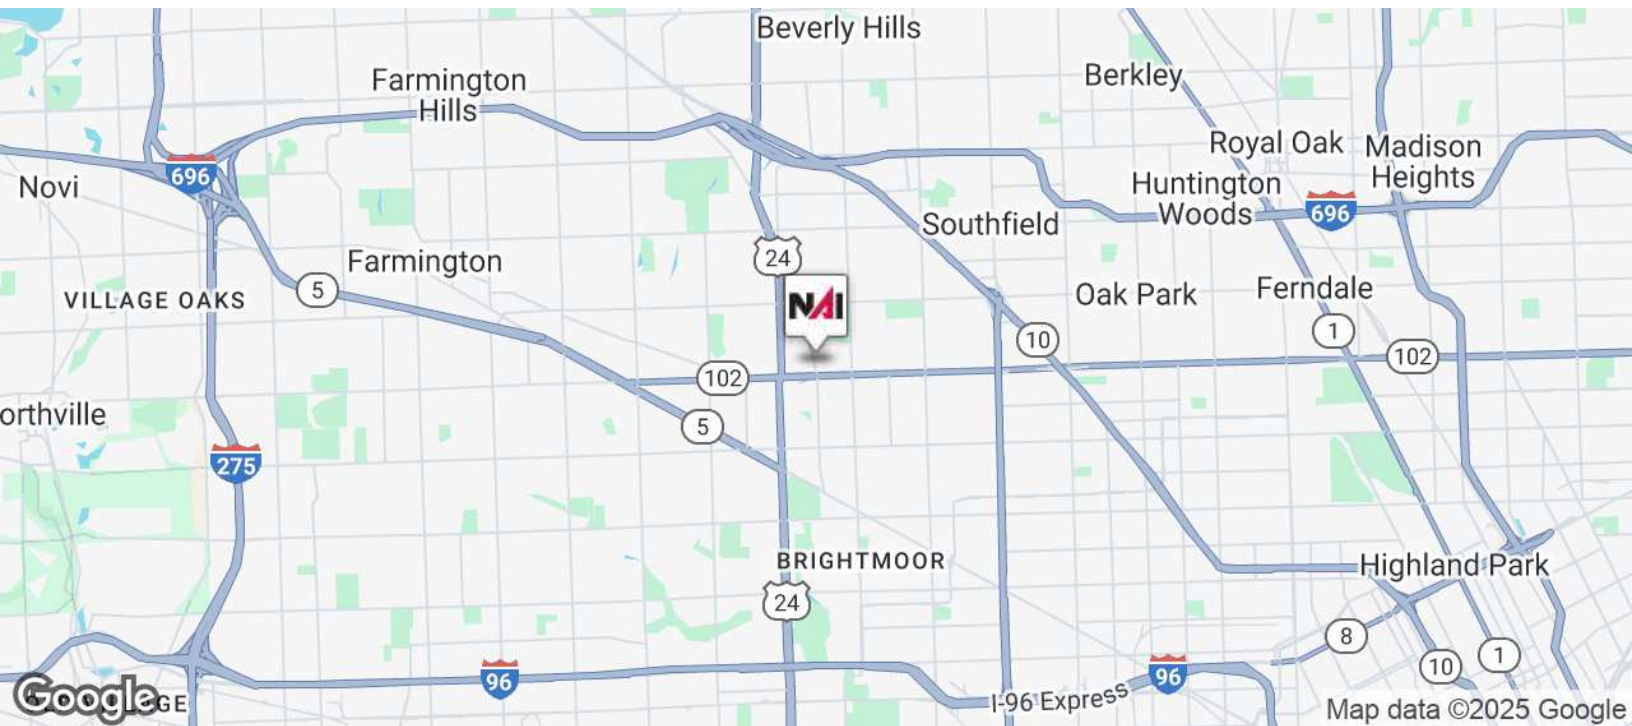 Beverly Hills
Farmington
Hills
Berkley
Royal Oak
Madison
Heights
696
Novi
Huntington
Woods
696
Southfield
24
Farmington
5
VILLAGE OAKS
NAI
Oak Park
Ferndale
1
10
102
102
orthville
5
275
BRIGHTMOOR
Highland Park
24
8
10
1
96
96
I-96 Express
Google
VILLAGE
Map data ©2025 Google